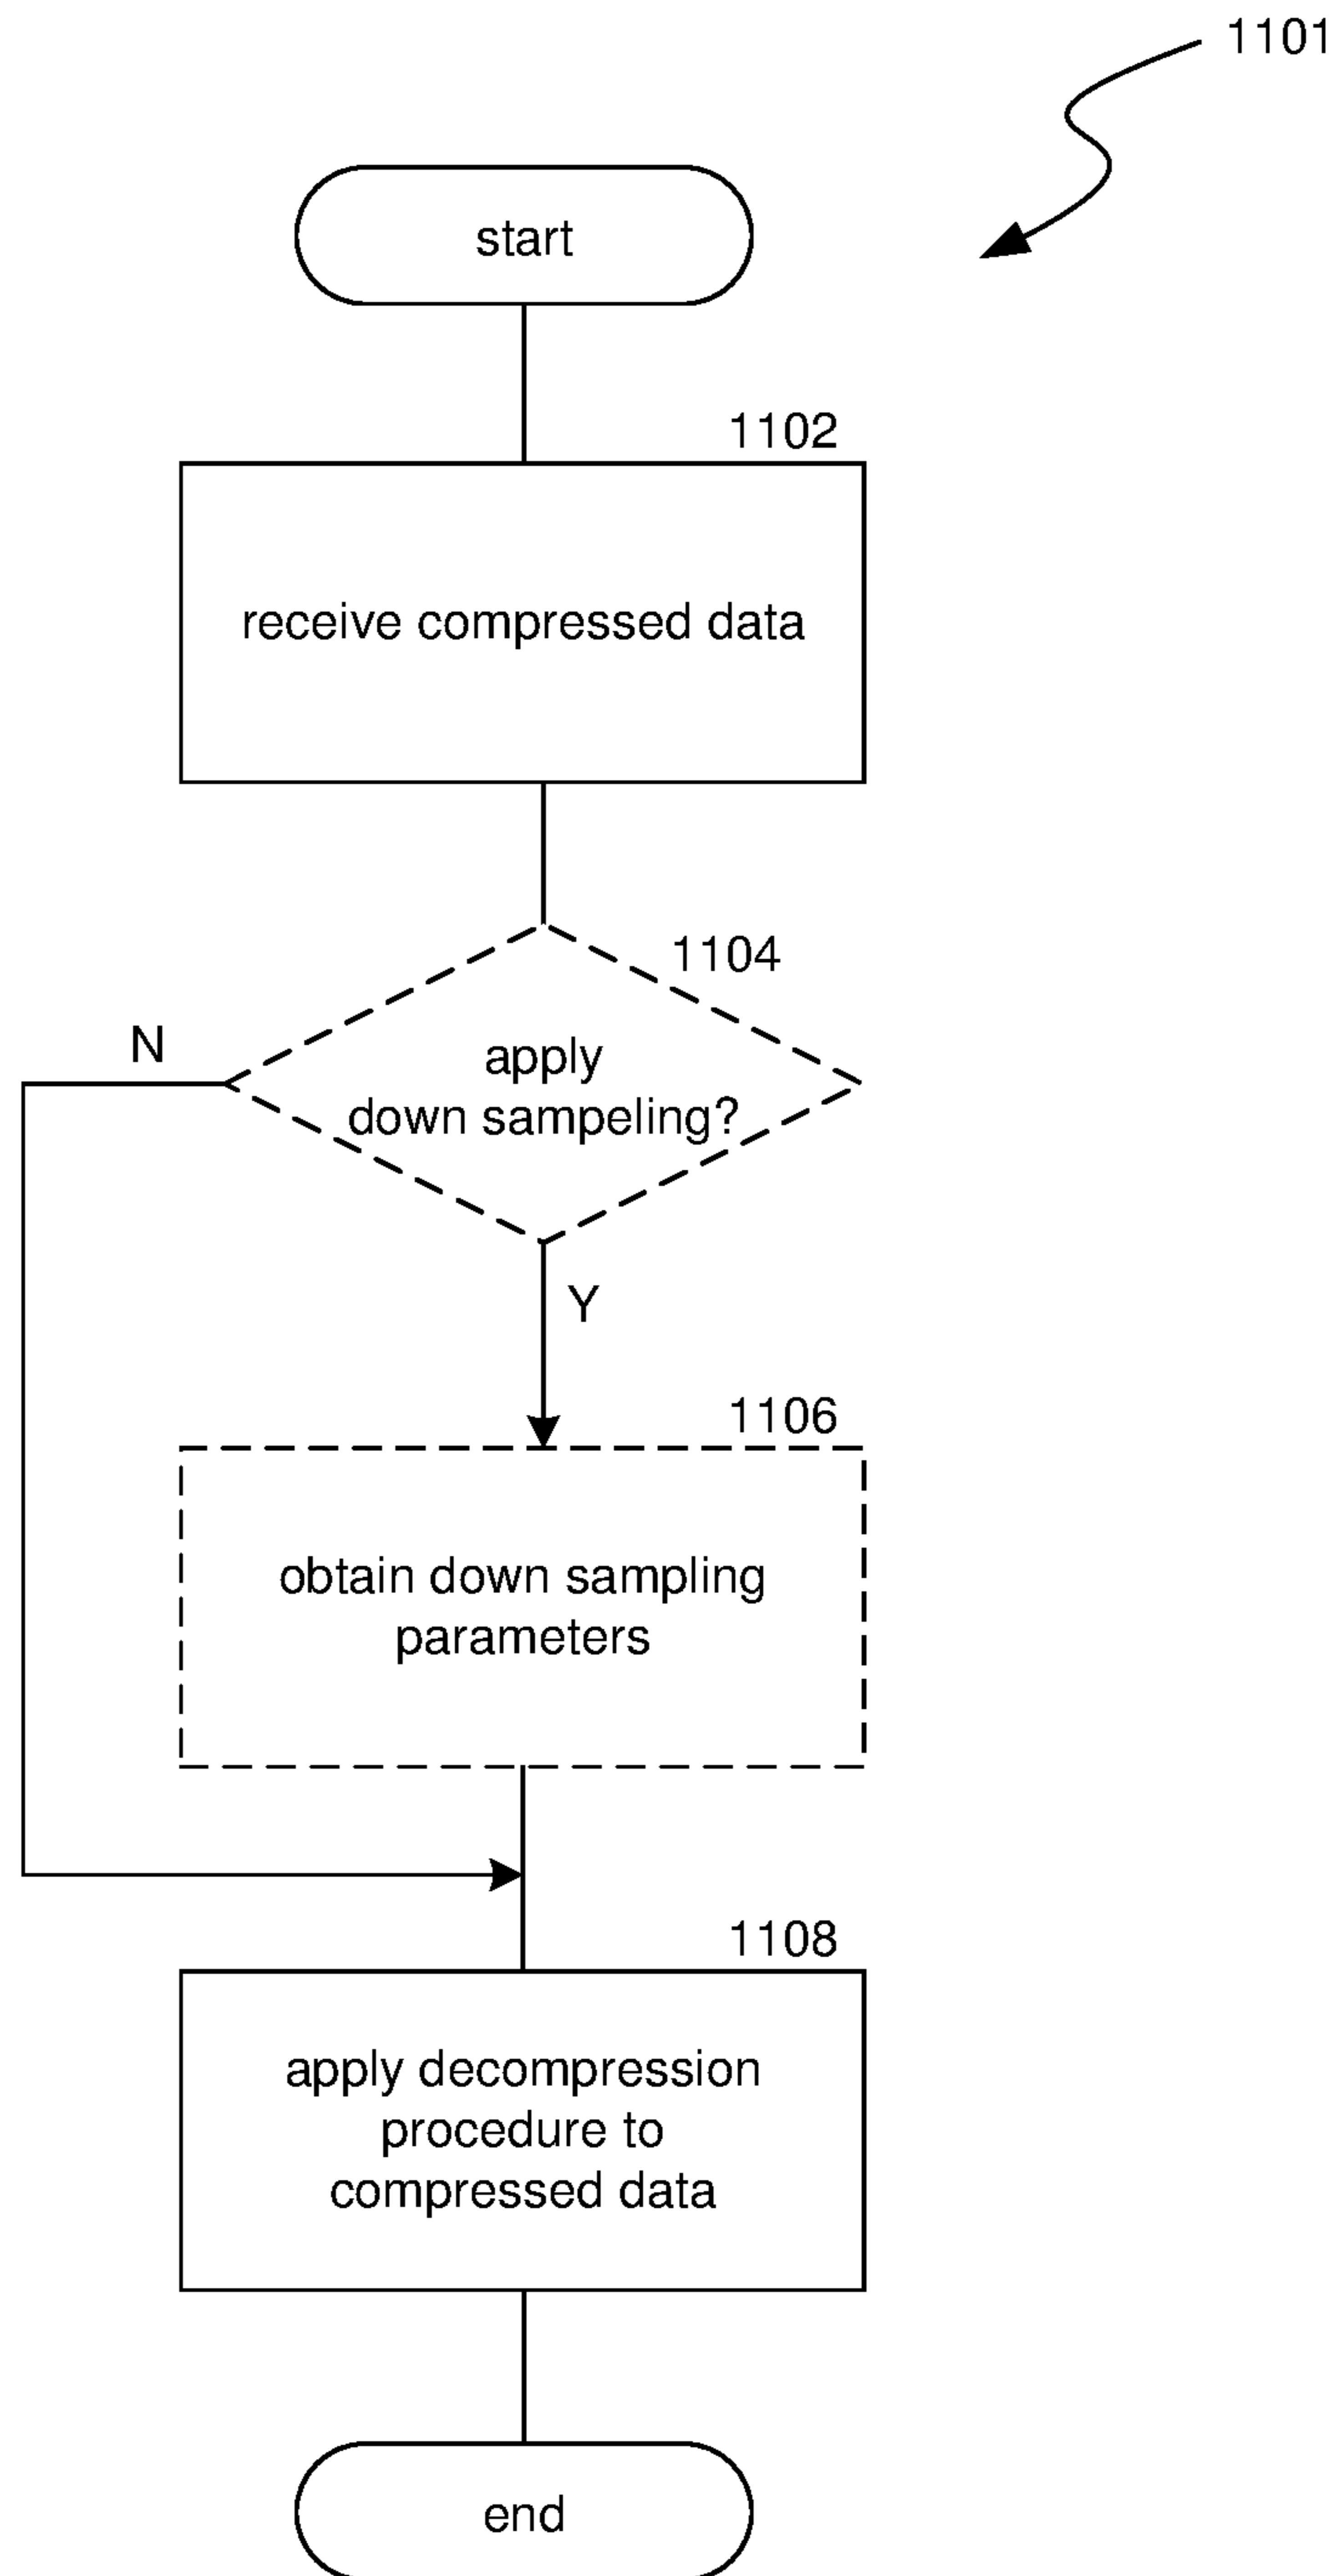 1101
start
1102
receive compressed data
1104
N
apply
down sampeling?
Y
1106
obtain down sampling
parameters
1108
apply decompression
procedure to
compressed data
end